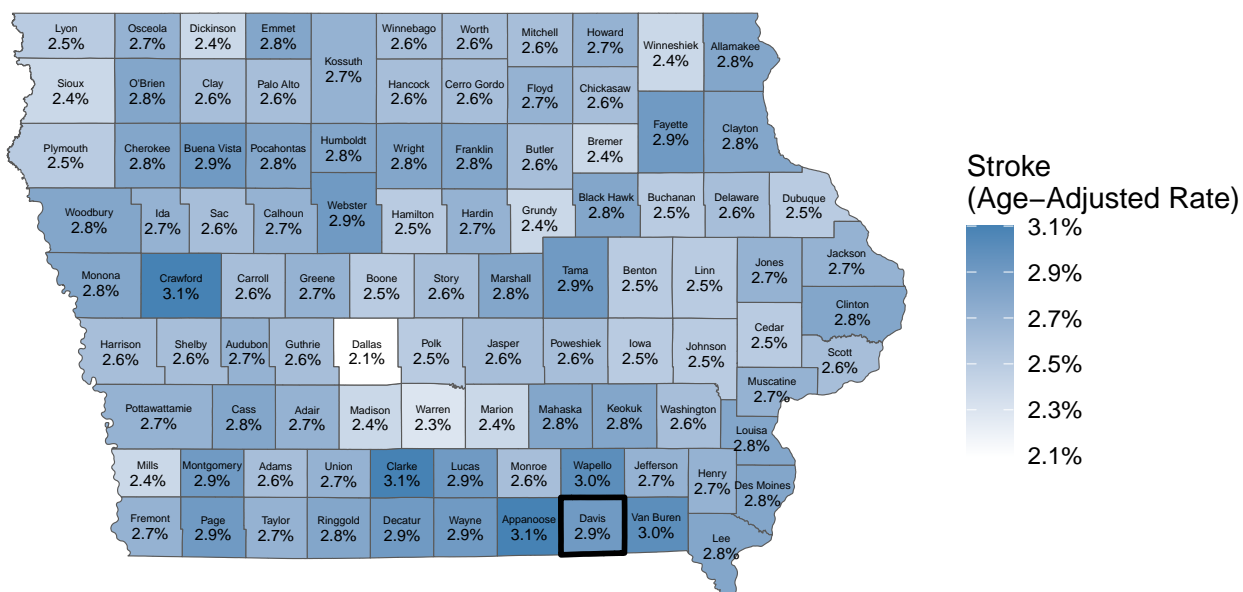 Lyon
2.5%
Osceola
2.7%
Dickinson
2.4%
Emmet
2.8%
Kossuth
2.7%
Winnebago
2.6%
Worth
2.6%
Mitchell
2.6%
Howard
2.7%
Winneshiek
2.4%
Allamakee
2.8%
Sioux
2.4%
O'Brien
2.8%
Clay
2.6%
Palo Alto
2.6%
Hancock
2.6%
Cerro Gordo
2.6%
Floyd
2.7%
Chickasaw
2.6%
Fayette
2.9%
Clayton
2.8%
Plymouth
2.5%
Cherokee
2.8%
Buena Vista
2.9%
Pocahontas
2.8%
Humboldt
2.8%
Wright
2.8%
Franklin
2.8%
Butler
2.6%
Bremer
2.4%
Woodbury
2.8%
Ida
2.7%
Sac
2.6%
Calhoun
2.7%
Webster
2.9%
Hamilton
2.5%
Hardin
2.7%
Grundy
2.4%
Black Hawk
2.8%
Buchanan
2.5%
Delaware
2.6%
Dubuque
2.5%
Monona
2.8%
Crawford
3.1%
Carroll
2.6%
Greene
2.7%
Boone
2.5%
Story
2.6%
Marshall
2.8%
Tama
2.9%
Benton
2.5%
Linn
2.5%
Jones
2.7%
Jackson
2.7%
Clinton
2.8%
Harrison
2.6%
Shelby
2.6%
Audubon
2.7%
Guthrie
2.6%
Dallas
2.1%
Polk
2.5%
Jasper
2.6%
Poweshiek
2.6%
Iowa
2.5%
Johnson
2.5%
Cedar
2.5%
Scott
2.6%
Muscatine
2.7%
Pottawattamie
2.7%
Cass
2.8%
Adair
2.7%
Madison
2.4%
Warren
2.3%
Marion
2.4%
Mahaska
2.8%
Keokuk
2.8%
Washington
2.6%
Louisa
2.8%
Mills
2.4%
Montgomery
2.9%
Adams
2.6%
Union
2.7%
Clarke
3.1%
Lucas
2.9%
Monroe
2.6%
Wapello
3.0%
Jefferson
2.7%
Henry
2.7%
Des Moines
2.8%
Fremont
2.7%
Page
2.9%
Taylor
2.7%
Ringgold
2.8%
Decatur
2.9%
Wayne
2.9%
Appanoose
3.1%
Davis
2.9%
Van Buren
3.0%
Lee
2.8%
Stroke
(Age−Adjusted Rate)
3.1%
2.9%
2.7%
2.5%
2.3%
2.1%